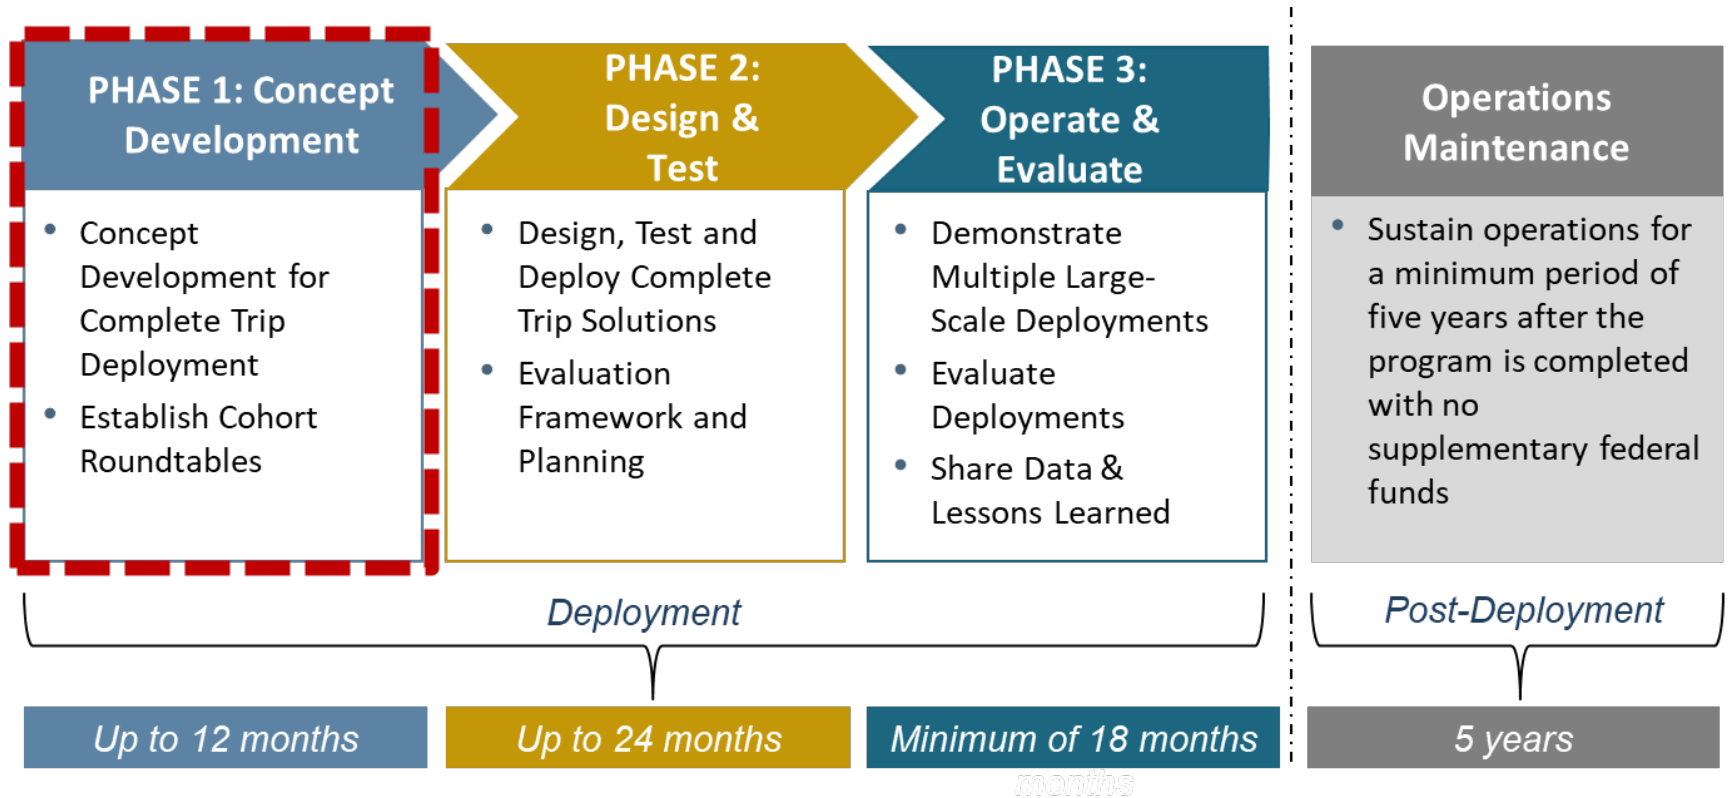 PHASE 1: Concept
Development
PHASE 2:
Design &
Test
PHASE 3:
Operate &
Evaluate
Operations
Maintenance
• Concept
Development for
Complete Trip
Deployment
• Establish Cohort
Roundtables
• Design, Test and
Deploy Complete
Trip Solutions
• Evaluation
Framework and
Planning
• Demonstrate
Multiple Large-
Scale Deployments
• Evaluate
Deployments
• Share Data &
Lessons Learned
• Sustain operations for
a minimum period of
five years after the
program is completed
with no
supplementary federal
funds
Deployment
Post-Deployment
Up to 12 months
Up to 24 months
Minimum of 18 months
months
5 years